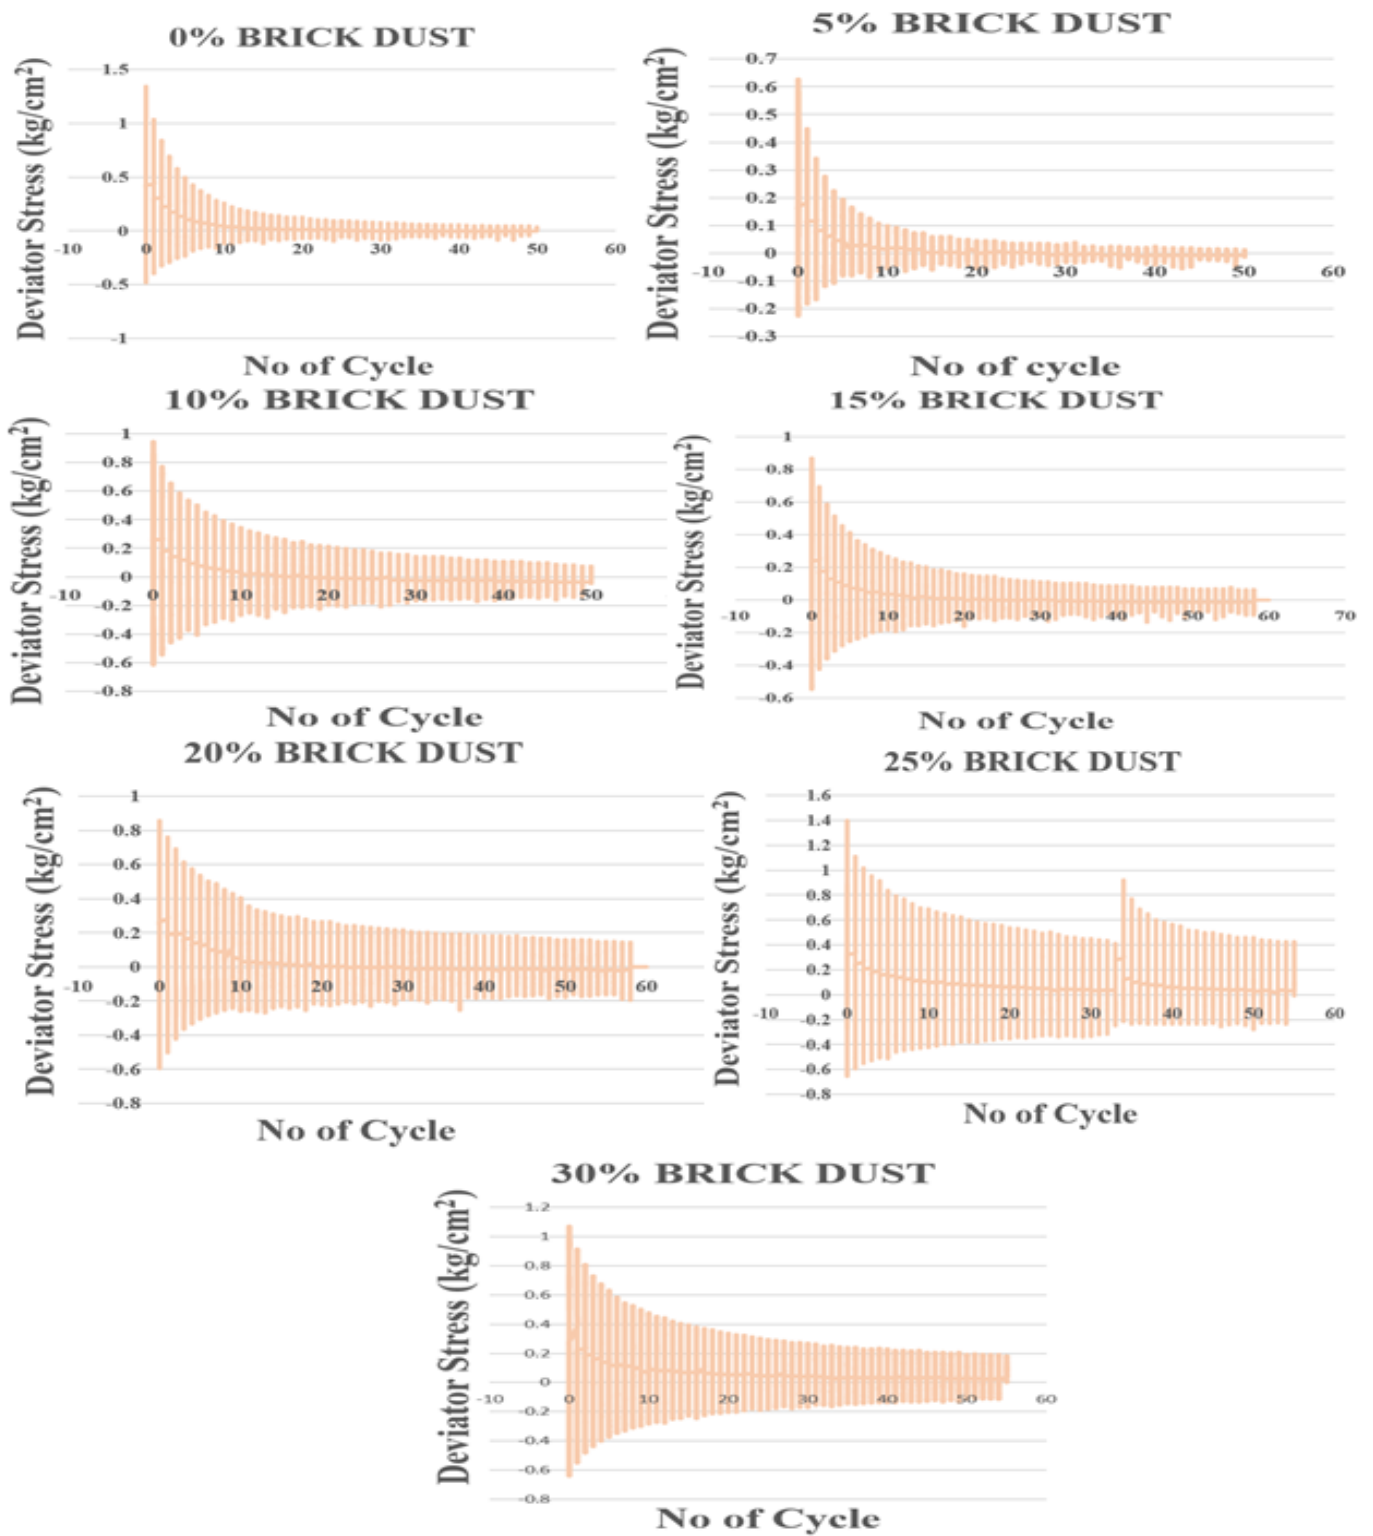 0% BRICK DUST
Deviator Stress (kg/cm²)
1.5
1
0.5
0
-0.5
-1
-10 0 10 20 30 40 50 60
No of Cycle
5% BRICK DUST
Deviator Stress (kg/cm²)
0.7
0.6
0.5
0.4
0.3
0.2
0.1
0
-0.1
-0.2
-0.3
-10 0 10 20 30 40 50 60
No of cycle
10% BRICK DUST
Deviator Stress (kg/cm²)
1
0.8
0.6
0.4
0.2
0
-0.2
-0.4
-0.6
-0.8
-10 0 10 20 30 40 50
No of Cycle
15% BRICK DUST
Deviator Stress (kg/cm²)
1
0.8
0.6
0.4
0.2
0
-0.2
-0.4
-0.6
-10 0 10 20 30 40 50 60 70
No of Cycle
20% BRICK DUST
Deviator Stress (kg/cm²)
1
0.8
0.6
0.4
0.2
0
-0.2
-0.4
-0.6
-0.8
-10 0 10 20 30 40 50 60
No of Cycle
25% BRICK DUST
Deviator Stress (kg/cm²)
1.6
1.4
1.2
1
0.8
0.6
0.4
0.2
0
-0.2
-0.4
-0.6
-0.8
-10 0 10 20 30 40 50 60
No of Cycle
30% BRICK DUST
Deviator Stress (kg/cm²)
1.2
1
0.8
0.6
0.4
0.2
0
-0.2
-0.4
-0.6
-0.8
-10 0 10 20 30 40 50 60
No of Cycle